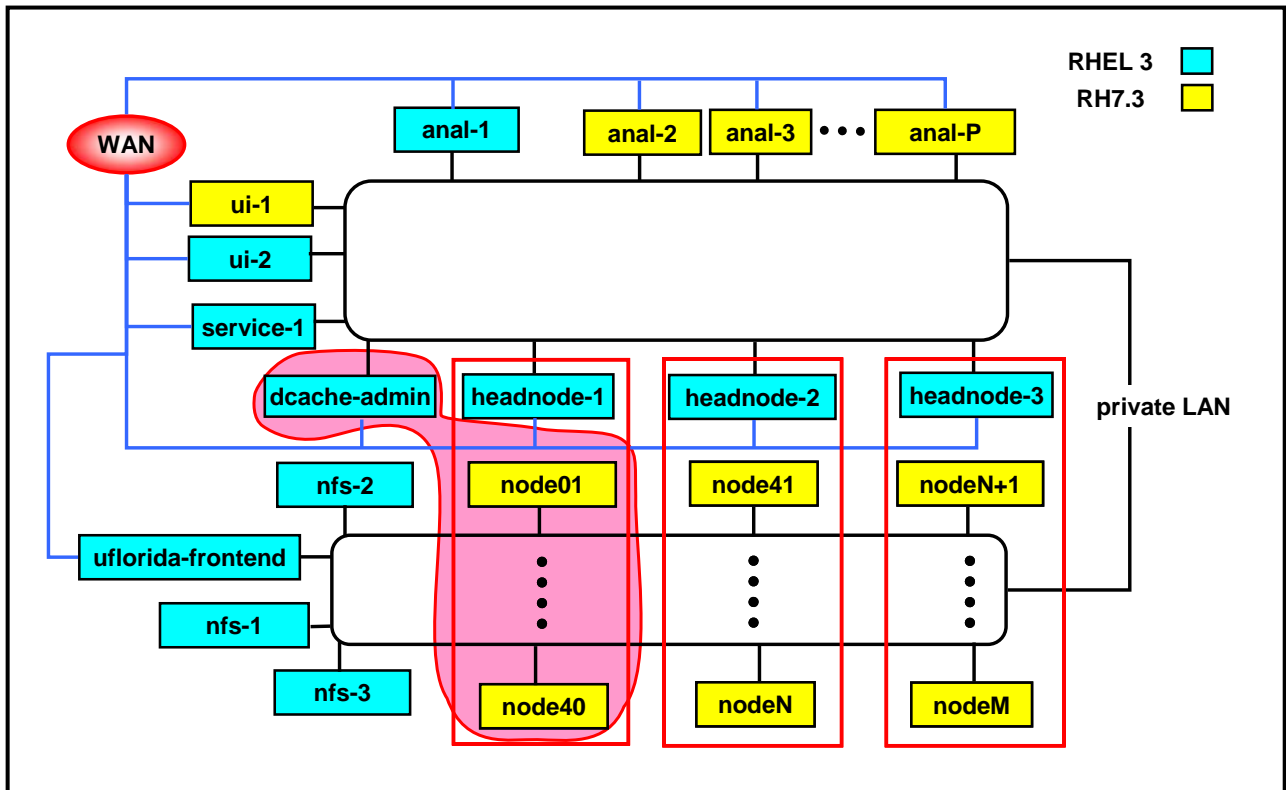 RHEL 3
RH7.3
WAN
anal-1
anal-2
anal-3
anal-P
ui-1
ui-2
service-1
dcache-admin
headnode-1
headnode-2
headnode-3
private LAN
nfs-2
node01
node41
nodeN+1
uflorida-frontend
nfs-1
nfs-3
node40
nodeN
nodeM